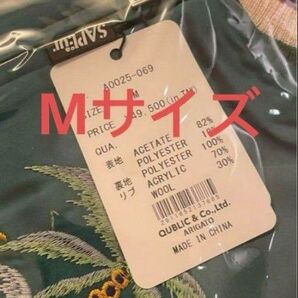 SAPEur
A0025-069
SIZE M
PRICE ¥49,500(in TAX)
QUA.
表地 ACETATE 82%
POLYESTER 18%
裏地 POLYESTER 100%
リブ ACRYLIC 70%
WOOL 30%
QUBLIC & Co.,Ltd.
ARIGATO
MADE IN CHINA
Mサイズ